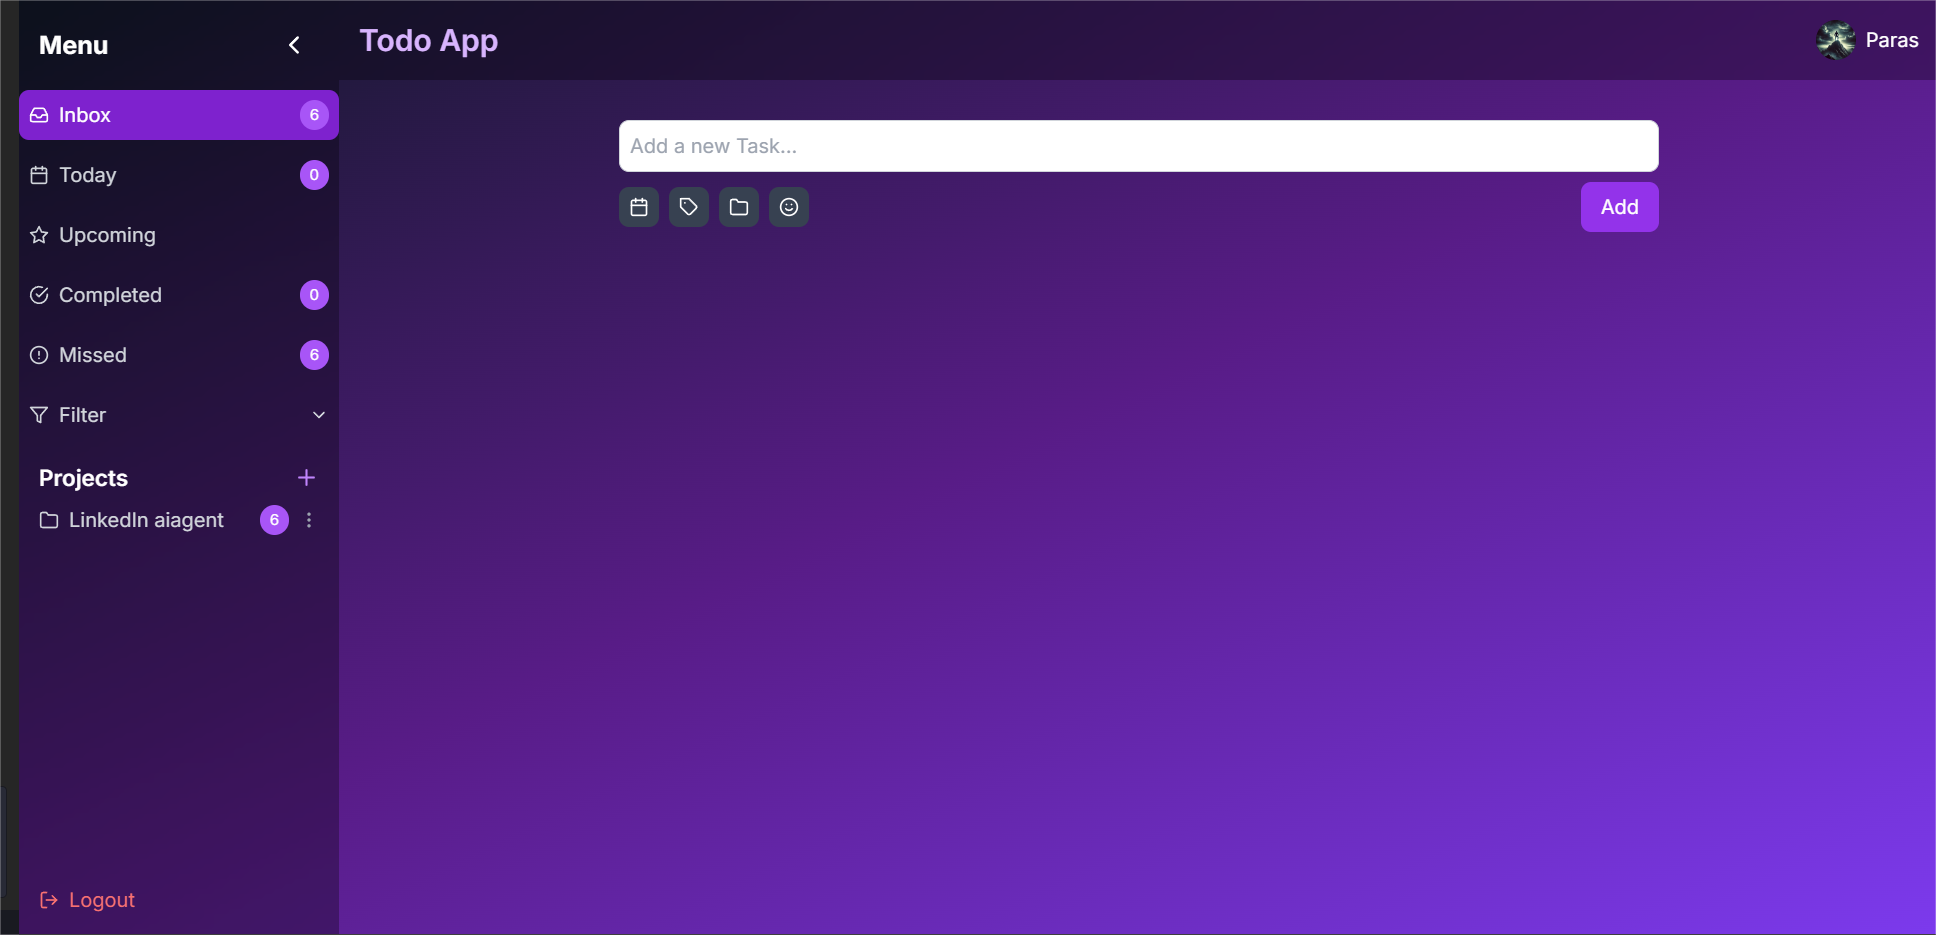 Menu
Inbox 6
Today 0
Upcoming
Completed 0
Missed 6
Filter
Projects
LinkedIn aiagent 6
Logout
Todo App
Paras
Add a new Task...
Add